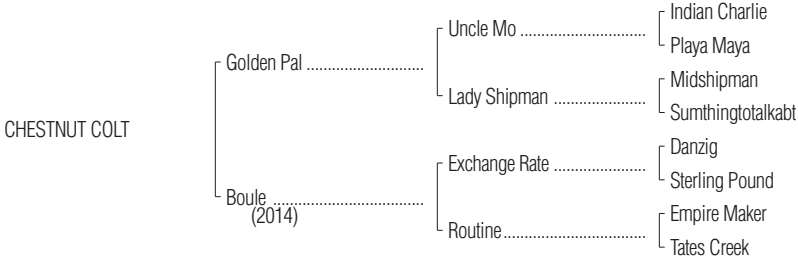 Indian Charlie
Uncle Mo ..............................
Playa Maya
Golden Pal ............................
Midshipman
Lady Shipman ......................
Sumthingtotalkabt
CHESTNUT COLT
Danzig
Exchange Rate ......................
Sterling Pound
Boule ....................................
(2014)
Empire Maker
Routine..................................
Tates Creek